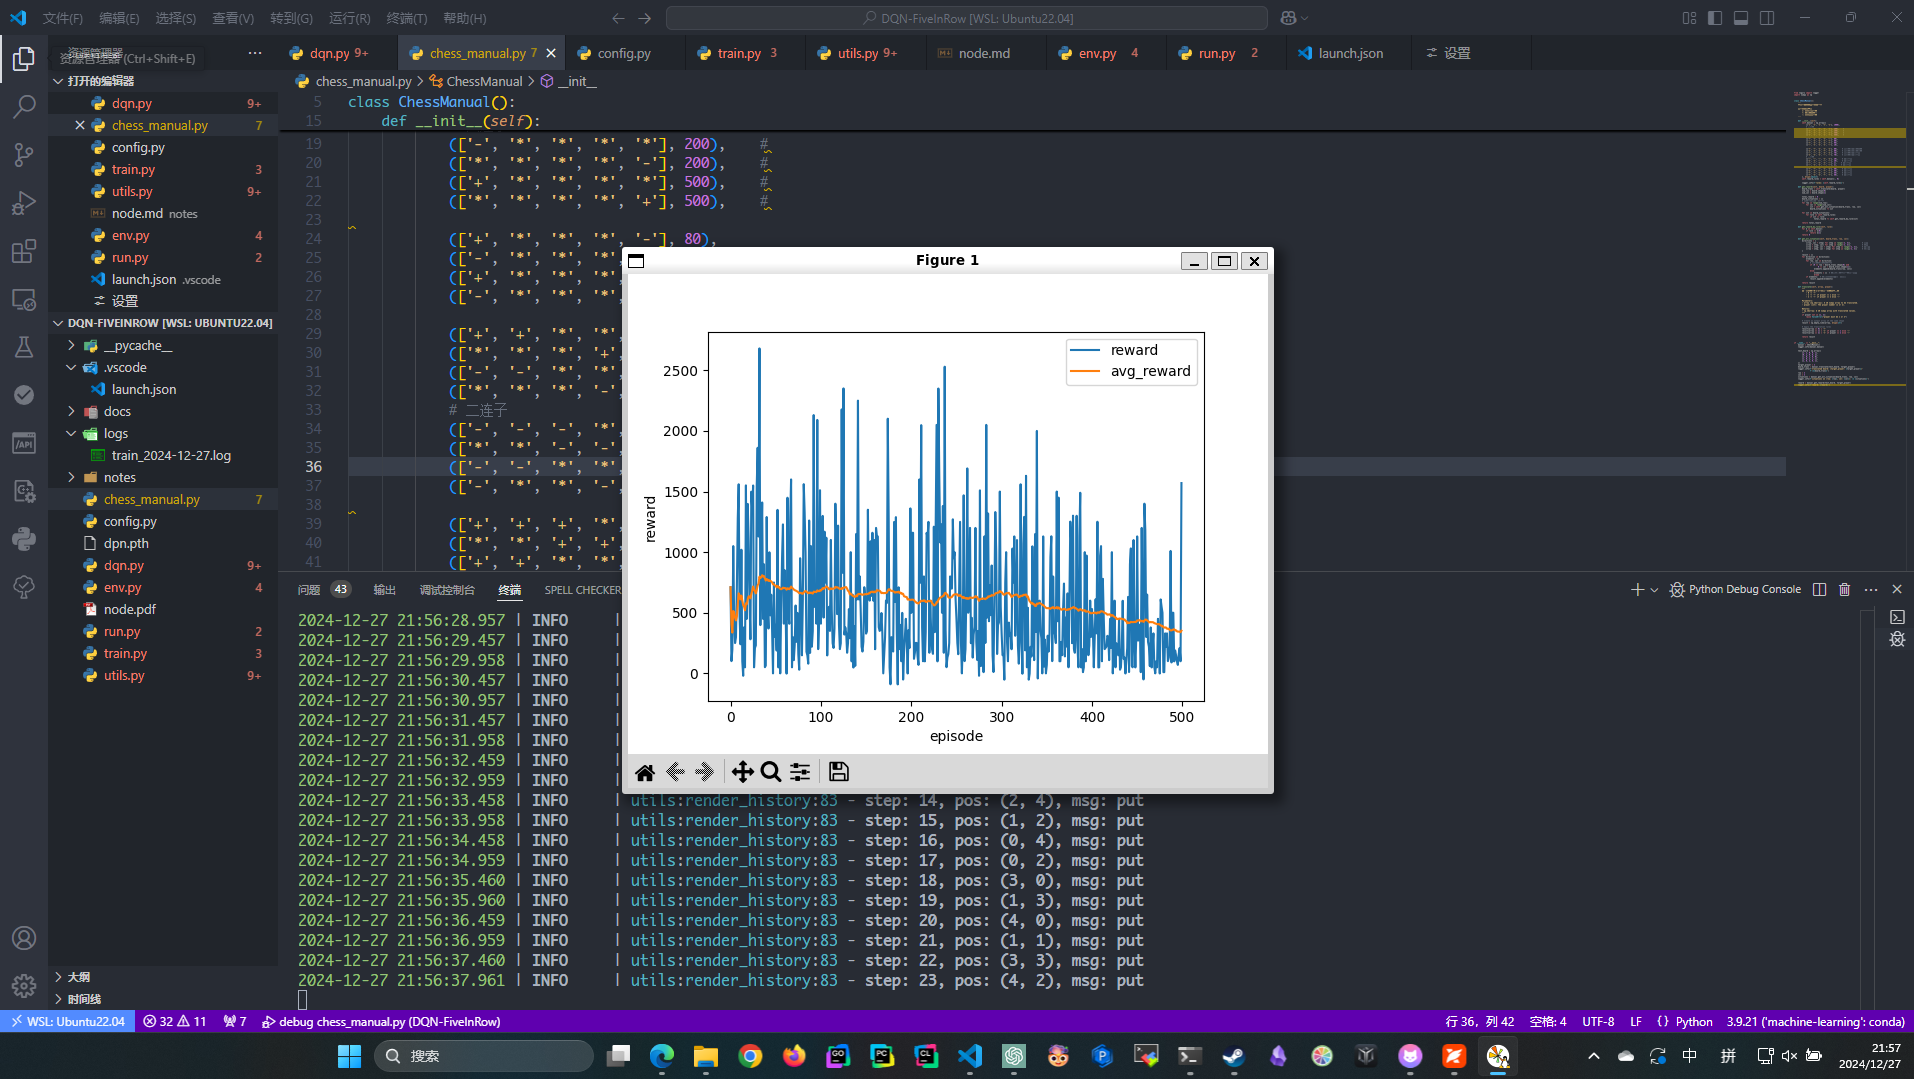 文件(F) 编辑(E) 选择(S) 查看(V) 转到(G) 运行(R) 终端(T) 帮助(H)
DQN-FiveInRow [WSL: Ubuntu22.04]
资源管理器 (Ctrl+Shift+E)
dqn.py 9+ chess_manual.py 7 config.py train.py 3 utils.py 9+ node.md env.py 4 run.py 2 launch.json 设置
打开的编辑器
dqn.py 9+
chess_manual.py 7
config.py
train.py 3
utils.py 9+
node.md notes
env.py 4
run.py 2
launch.json .vscode
设置
DQN-FIVEINROW [WSL: UBUNTU22.04]
__pycache__
.vscode
launch.json
docs
logs
train_2024-12-27.log
notes
chess_manual.py 7
config.py
dpn.pth
dqn.py 9+
env.py 4
node.pdf
run.py 2
train.py 3
utils.py 9+
大纲
时间线
chess_manual.py > ChessManual > __init__
5 class ChessManual():
15 def __init__(self):
19 (['-', '*', '*', '*', '*'], 200), #
20 (['*', '*', '*', '*', '-'], 200), #
21 (['+', '*', '*', '*', '*'], 500), #
22 (['*', '*', '*', '*', '+'], 500), #
23
24 (['+', '*', '*', '*', '-'], 80),
25 (['-', '*', '*',
26 (['+', '*', '*',
27 (['-', '*', '*',
28
29 (['+', '+', '*', '*',
30 (['*', '*', '*', '+',
31 (['-', '-', '*', '*',
32 (['*', '*', '*', '-',
33 # 二连子
34 (['-', '-', '-', '*',
35 (['*', '*', '-', '-',
36 (['-', '-', '*', '*',
37 (['-', '*', '*', '-',
38
39 (['+', '+', '+', '*',
40 (['*', '*', '+', '+',
41 (['+', '+', '*', '*',
Figure 1
reward
avg_reward
2500
2000
1500
1000
500
0
reward
0 100 200 300 400 500
episode
问题 43 输出 调试控制台 终端 SPELL CHECKER
Python Debug Console
2024-12-27 21:56:28.957 | INFO |
2024-12-27 21:56:29.457 | INFO |
2024-12-27 21:56:29.958 | INFO |
2024-12-27 21:56:30.457 | INFO |
2024-12-27 21:56:30.957 | INFO |
2024-12-27 21:56:31.457 | INFO |
2024-12-27 21:56:31.958 | INFO |
2024-12-27 21:56:32.459 | INFO |
2024-12-27 21:56:32.959 | INFO |
2024-12-27 21:56:33.458 | INFO | utils:render_history:83 - step: 14, pos: (2, 4), msg: put
2024-12-27 21:56:33.958 | INFO | utils:render_history:83 - step: 15, pos: (1, 2), msg: put
2024-12-27 21:56:34.458 | INFO | utils:render_history:83 - step: 16, pos: (0, 4), msg: put
2024-12-27 21:56:34.959 | INFO | utils:render_history:83 - step: 17, pos: (0, 2), msg: put
2024-12-27 21:56:35.460 | INFO | utils:render_history:83 - step: 18, pos: (3, 0), msg: put
2024-12-27 21:56:35.960 | INFO | utils:render_history:83 - step: 19, pos: (1, 3), msg: put
2024-12-27 21:56:36.459 | INFO | utils:render_history:83 - step: 20, pos: (4, 0), msg: put
2024-12-27 21:56:36.959 | INFO | utils:render_history:83 - step: 21, pos: (1, 1), msg: put
2024-12-27 21:56:37.460 | INFO | utils:render_history:83 - step: 22, pos: (3, 3), msg: put
2024-12-27 21:56:37.961 | INFO | utils:render_history:83 - step: 23, pos: (4, 2), msg: put
WSL: Ubuntu22.04 32 11 7 debug chess_manual.py (DQN-FiveInRow) 行 36，列 42 空格: 4 UTF-8 LF {} Python 3.9.21 ('machine-learning': conda)
搜索
中 拼
21:57
2024/12/27